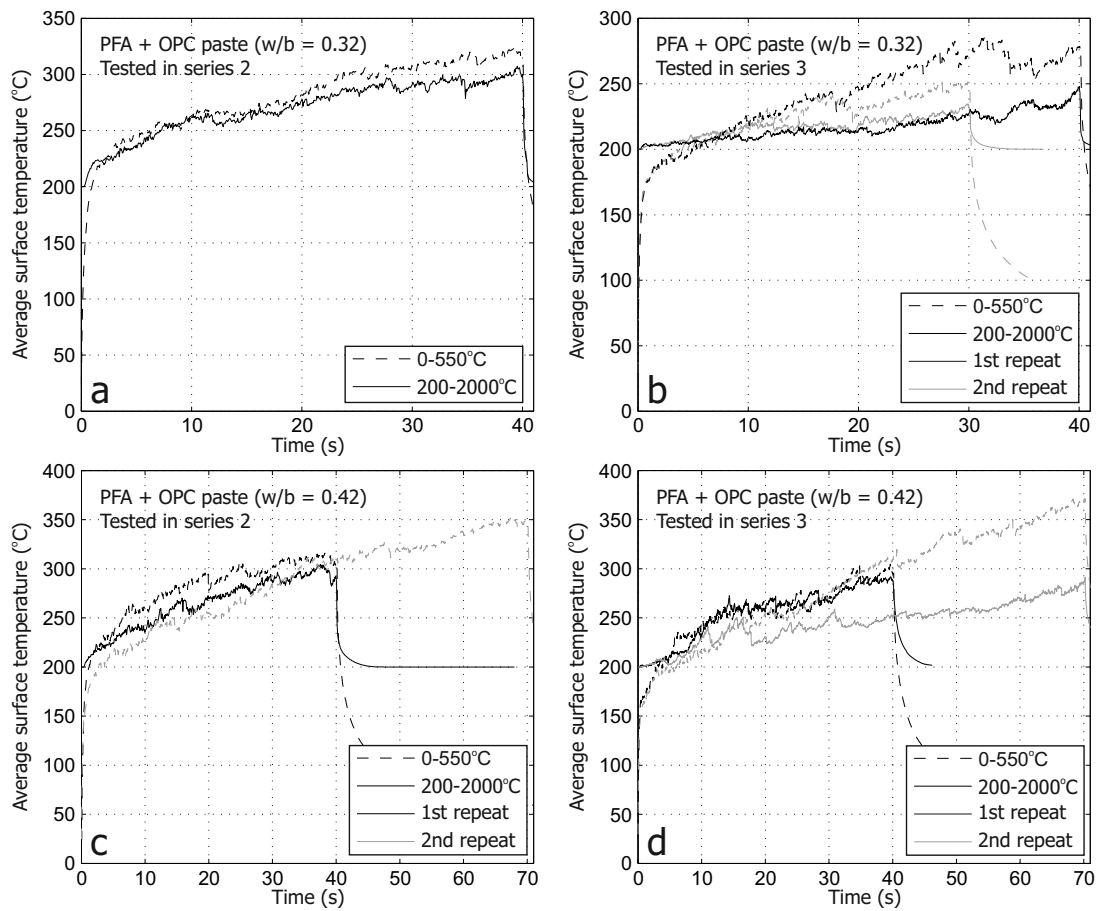 350
300
250
200
150
100
50
0
Average surface temperature (°C)
PFA + OPC paste (w/b = 0.32)
Tested in series 2
0-550°C
200-2000°C
a
0 10 20 30 40
Time (s)
300
250
200
150
100
50
0
Average surface temperature (°C)
PFA + OPC paste (w/b = 0.32)
Tested in series 3
0-550°C
200-2000°C
1st repeat
2nd repeat
b
0 10 20 30 40
Time (s)
400
350
300
250
200
150
100
50
0
Average surface temperature (°C)
PFA + OPC paste (w/b = 0.42)
Tested in series 2
0-550°C
200-2000°C
1st repeat
2nd repeat
c
0 10 20 30 40 50 60 70
Time (s)
400
350
300
250
200
150
100
50
0
Average surface temperature (°C)
PFA + OPC paste (w/b = 0.42)
Tested in series 3
0-550°C
200-2000°C
1st repeat
2nd repeat
d
0 10 20 30 40 50 60 70
Time (s)